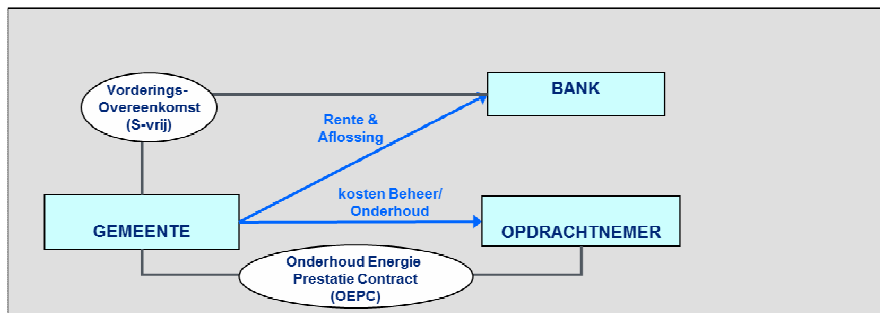 Vorderings-
Overeenkomst
(S-vrij)
BANK
Rente &
Aflossing
kosten Beheer/
Onderhoud
GEMEENTE
OPDRACHTNEMER
Onderhoud Energie
Prestatie Contract
(OEPC)